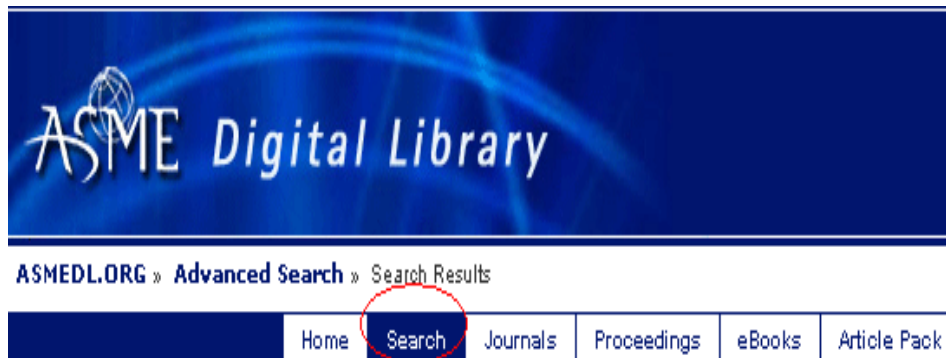 ASME Digital Library
ASMEDL.ORG » Advanced Search » Search Results
Home Search Journals Proceedings eBooks Article Pack